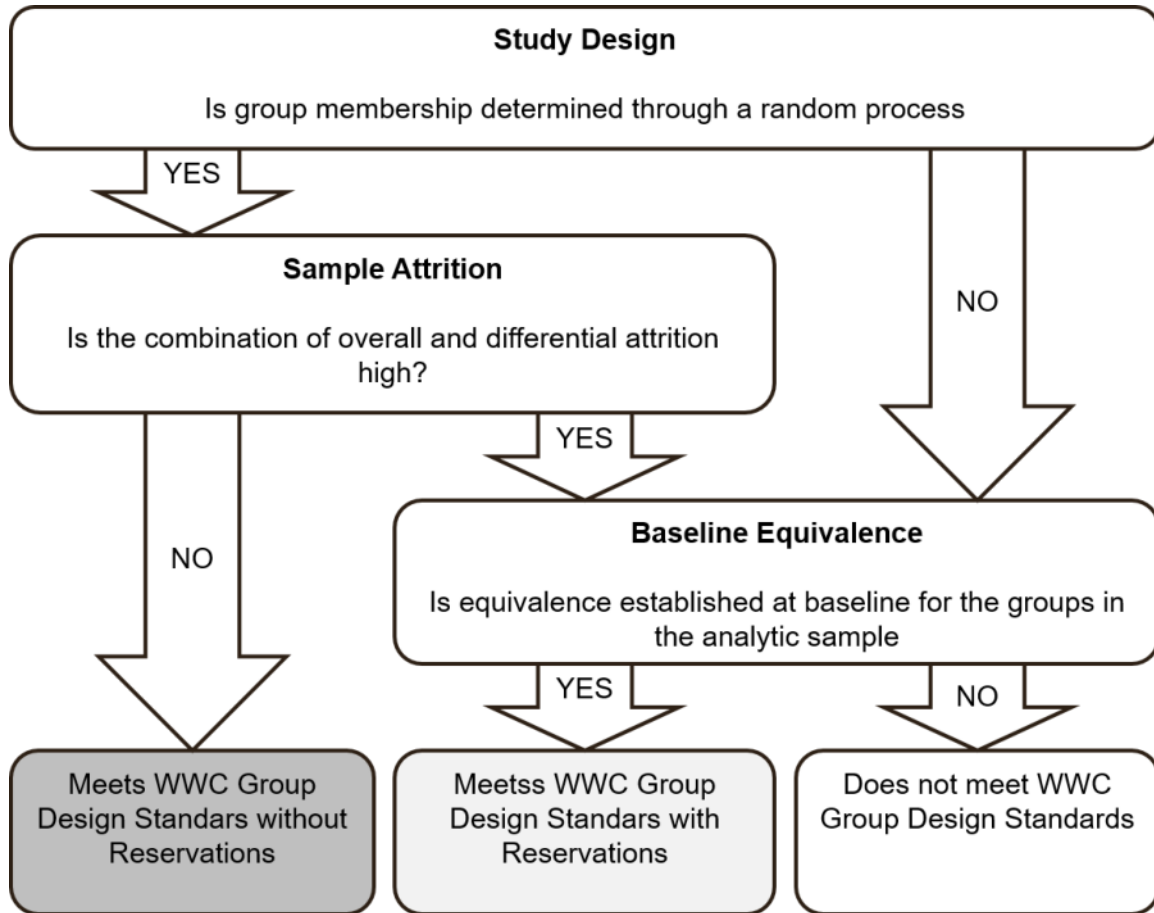 Study Design
Is group membership determined through a random process
YES
NO
Sample Attrition
Is the combination of overall and differential attrition
high?
NO
YES
Baseline Equivalence
Is equivalence established at baseline for the groups in
the analytic sample
YES
NO
Meets WWC Group
Design Standars without
Reservations
Meetss WWC Group
Design Standars with
Reservations
Does not meet WWC
Group Design Standards